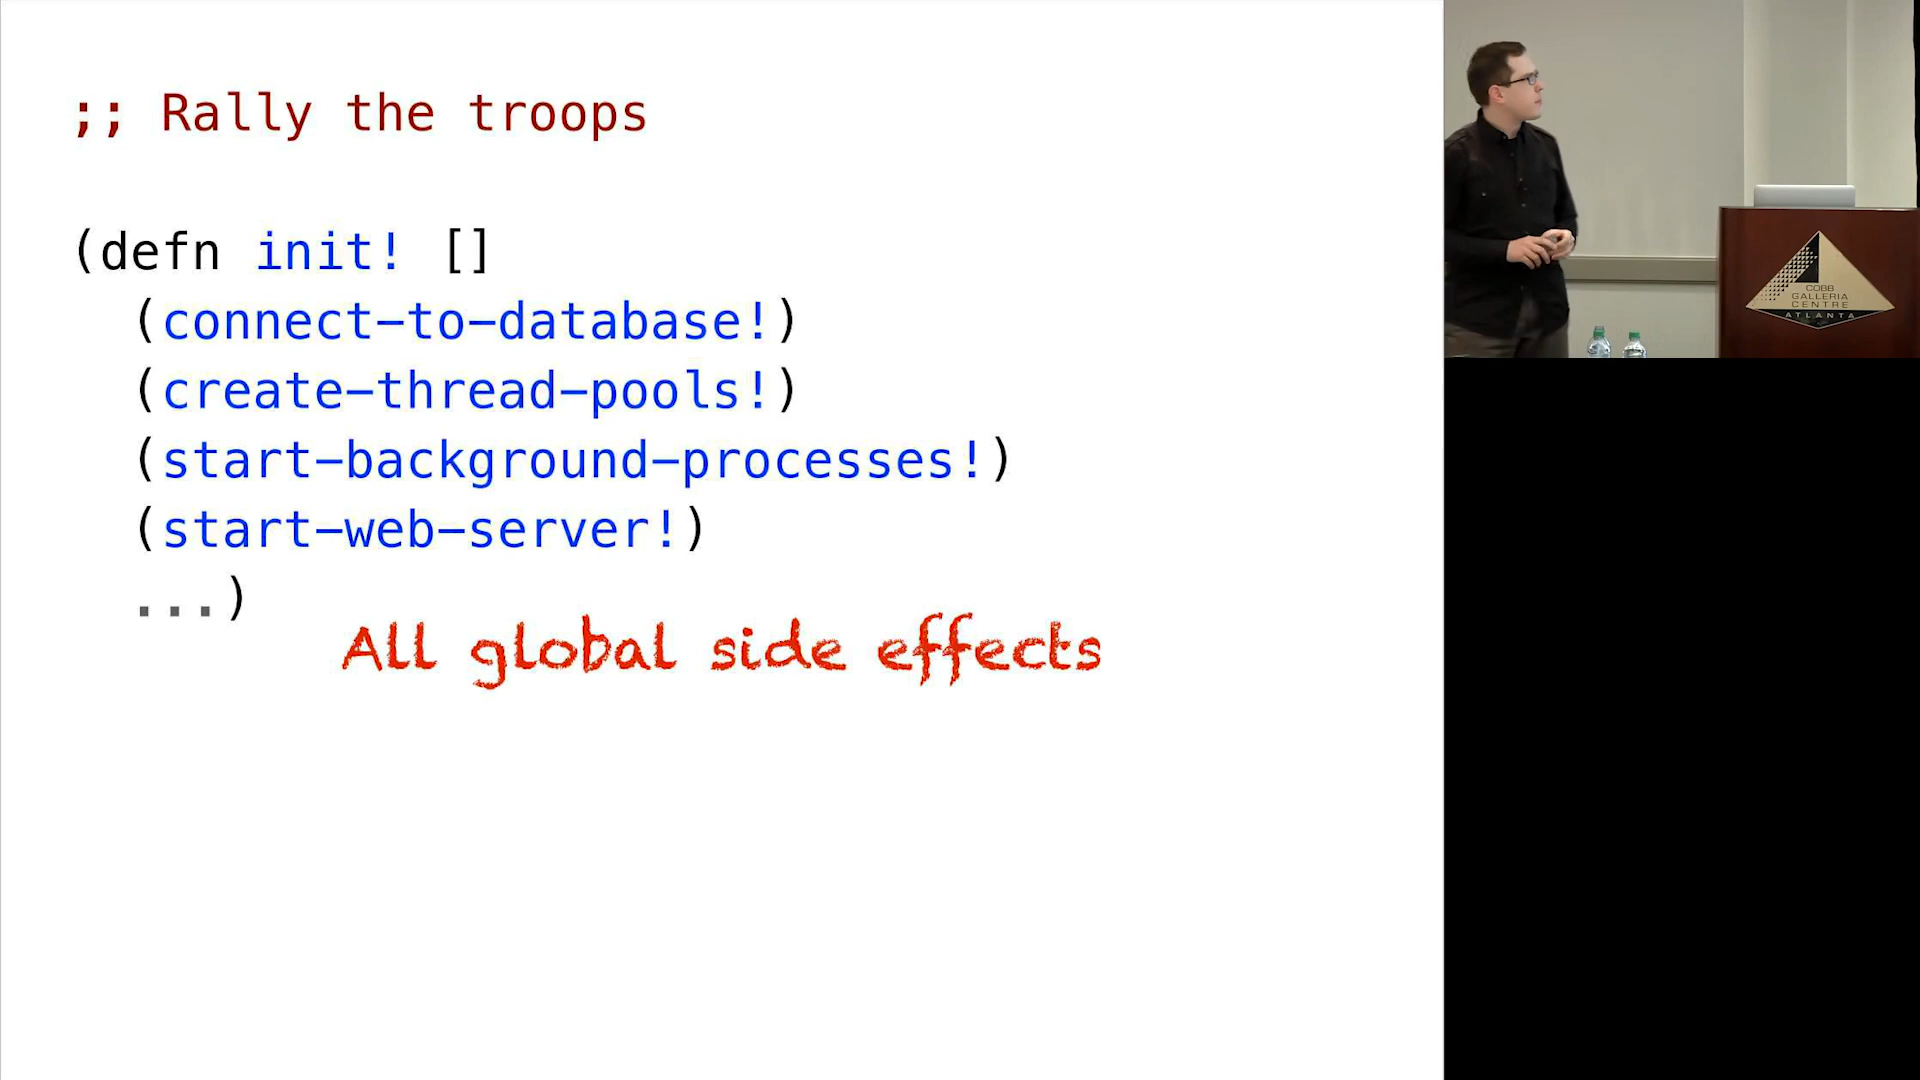 ;; Rally the troops
(defn init! []
(connect-to-database!)
(create-thread-pools!)
(start-background-processes!)
(start-web-server!)
...)
All global side effects
COBB
GALLERIA
CENTRE
ATLANTA